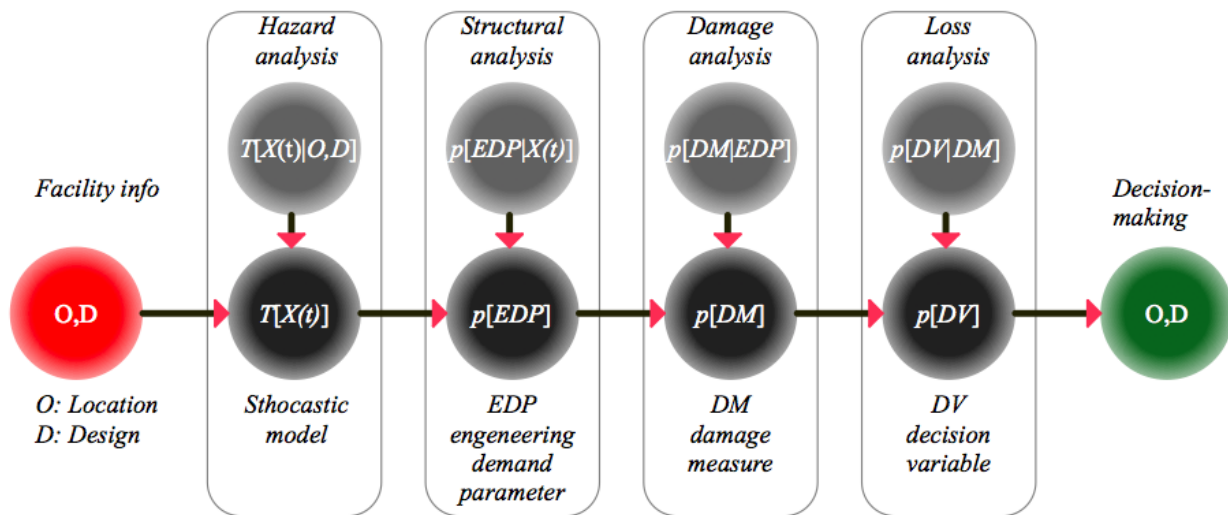 Hazard
analysis
Structural
analysis
Damage
analysis
Loss
analysis
T[X(t)|O,D]
p[EDP|X(t)]
p[DM|EDP]
p[DV|DM]
Facility info
Decision-
making
O,D
T[X(t)]
p[EDP]
p[DM]
p[DV]
O,D
O: Location
D: Design
Sthocastic
model
EDP
engeneering
demand
parameter
DM
damage
measure
DV
decision
variable